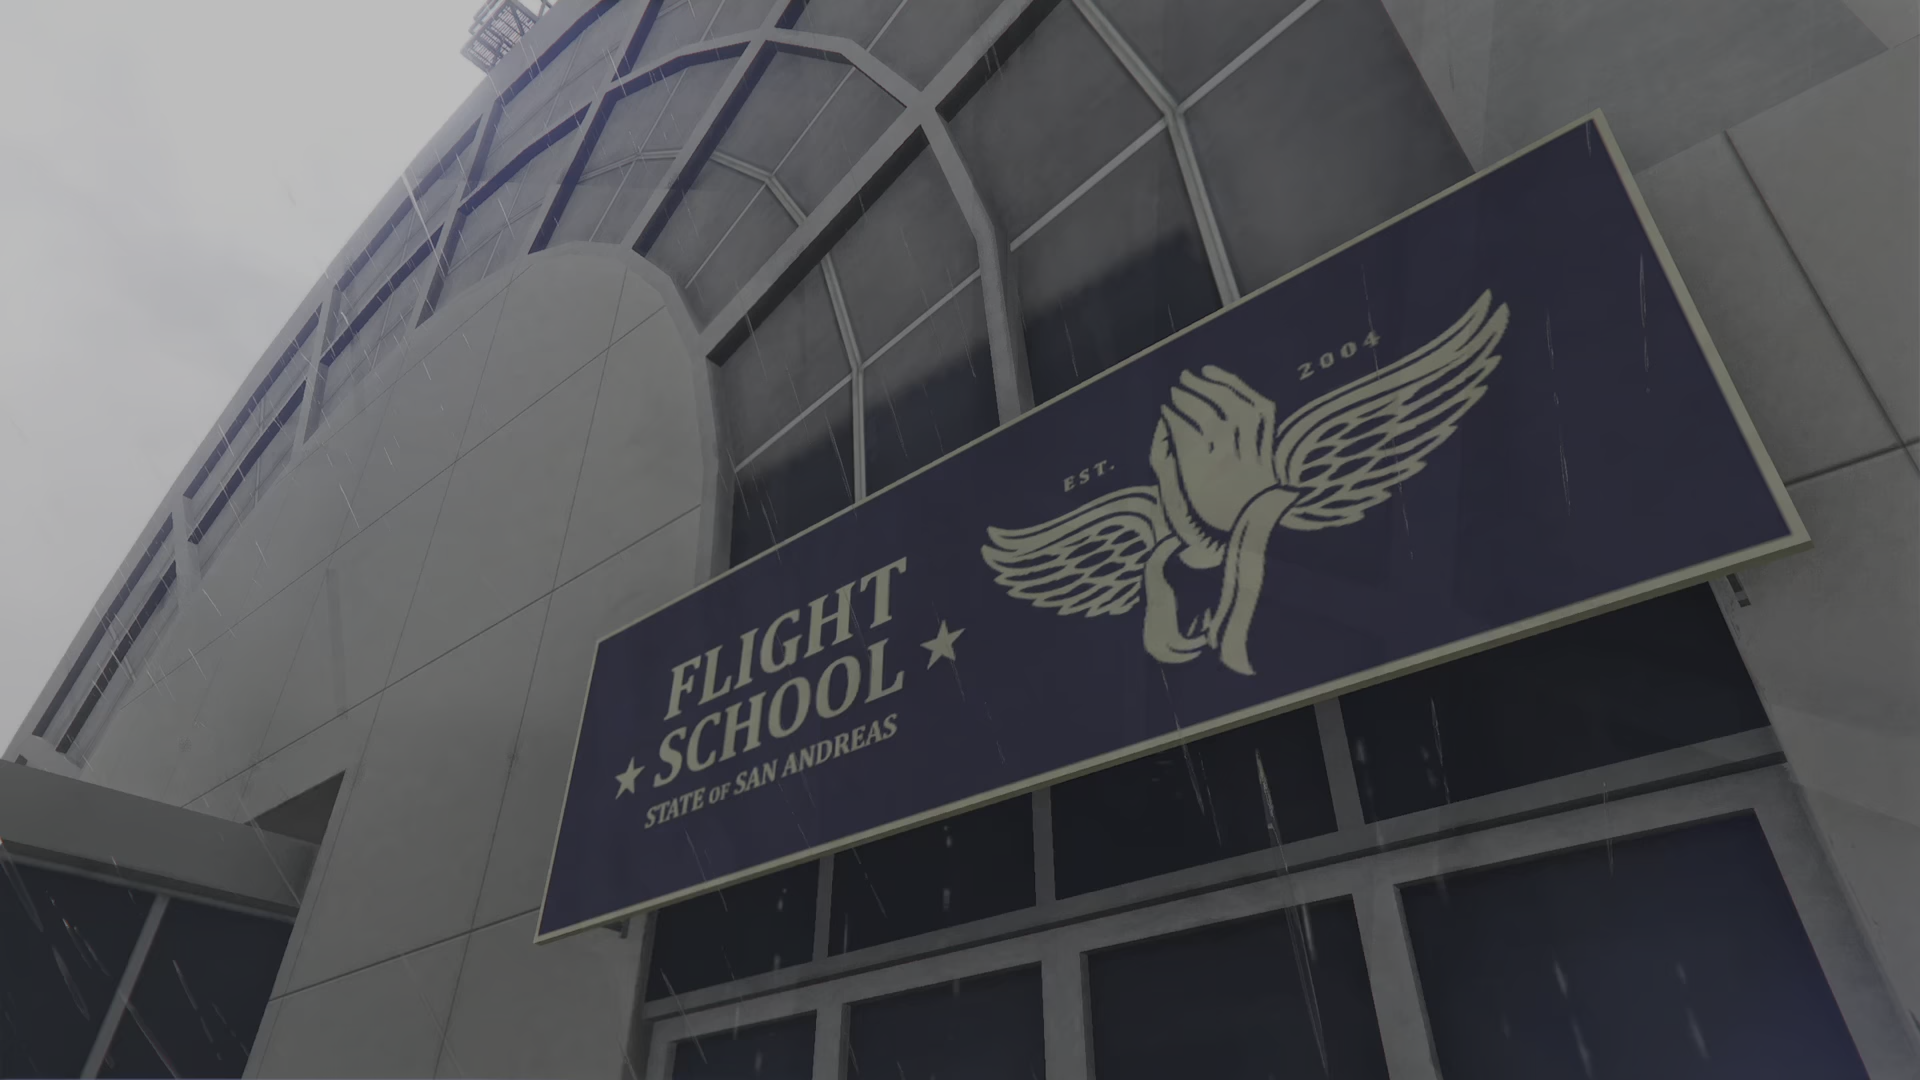 FLIGHT
SCHOOL
STATE OF SAN ANDREAS
EST.
2004